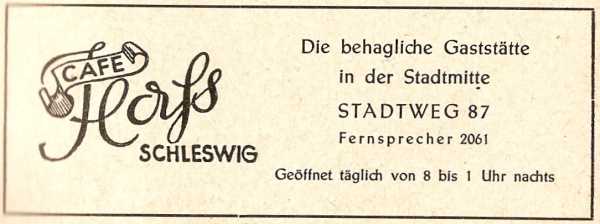 CAFE
Hafs
SCHLESWIG
Die behagliche Gaststätte
in der Stadtmitte
STADTWEG 87
Fernsprecher 2061
Geöffnet täglich von 8 bis 1 Uhr nachts